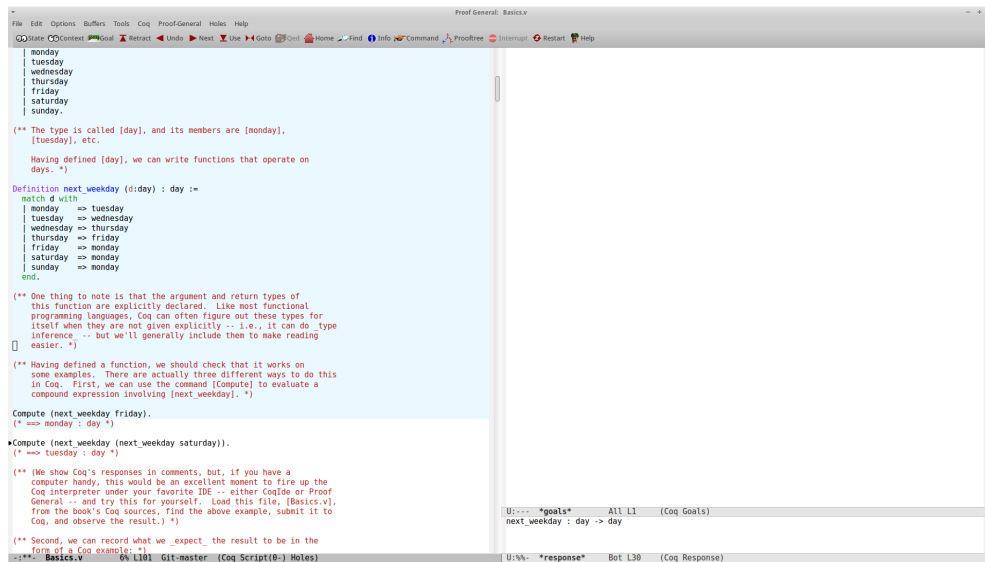 Proof General: Basics.v
File Edit Options Buffers Tools Coq Proof-General Holes Help
State Context Goal Retract Undo Next Use Goto Qed Home Find Info Command Prooftree Interrupt Restart Help
| monday
| tuesday
| wednesday
| thursday
| friday
| saturday
| sunday.
(** The type is called [day], and its members are [monday],
[tuesday], etc.
Having defined [day], we can write functions that operate on
days. *)
Definition next_weekday (d:day) : day :=
match d with
| monday => tuesday
| tuesday => wednesday
| wednesday => thursday
| thursday => friday
| friday => monday
| saturday => monday
| sunday => monday
end.
(** One thing to note is that the argument and return types of
this function are explicitly declared. Like most functional
programming languages, Coq can often figure out these types for
itself when they are not given explicitly -- i.e., it can do _type
inference_ -- but we'll generally include them to make reading
easier. *)
(** Having defined a function, we should check that it works on
some examples. There are actually three different ways to do this
in Coq. First, we can use the command [Compute] to evaluate a
compound expression involving [next_weekday]. *)
Compute (next_weekday friday).
(* ==> monday : day *)
Compute (next_weekday (next_weekday saturday)).
(* ==> tuesday : day *)
(** (We show Coq's responses in comments, but, if you have a
computer handy, this would be an excellent moment to fire up the
Coq interpreter under your favorite IDE -- either CoqIde or Proof
General -- and try this for yourself. Load this file, [Basics.v],
from the book's Coq sources, find the above example, submit it to
Coq, and observe the result.) *)
(** Second, we can record what we _expect_ the result to be in the
form of a Coq example: *)
-:**- Basics.v 6% L101 Git-master (Coq Script(0-) Holes)
U:--- *goals* All L1 (Coq Goals)
next_weekday : day -> day
U:%%- *response* Bot L30 (Coq Response)